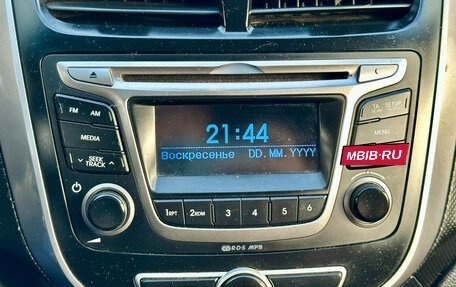 FM
AM
TA
SCAN
SETUP
MEDIA
MENU
21:44
Воскресенье DD.MM.YYYY
MBIB·RU
SEEK
TRACK
1RPT
2RDM
3
4
5
6
R·D·S MP3